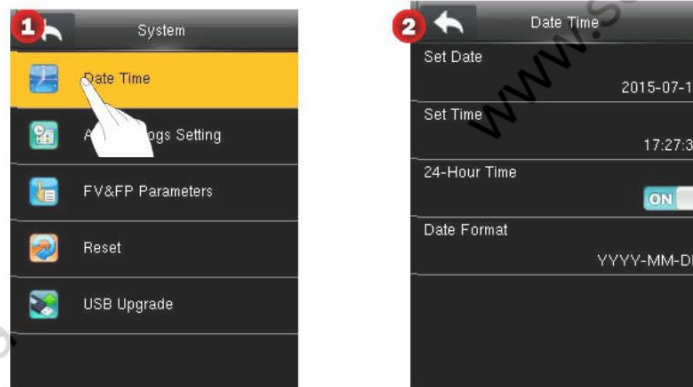 1
System
Date Time
ogs Setting
FV&FP Parameters
Reset
USB Upgrade
2
Date Time
Set Date
2015-07-1
Set Time
17:27:3
24-Hour Time
ON
Date Format
YYYY-MM-D
www.s